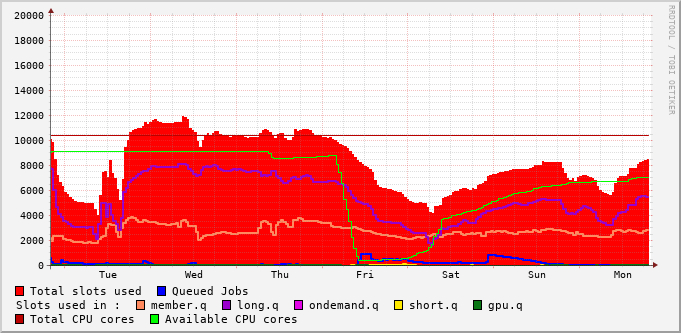 20000
18000
16000
14000
12000
10000
8000
6000
4000
2000
0
Tue Wed Thu Fri Sat Sun Mon
RRDTOOL / TOBI OETIKER
Total slots used Queued Jobs
Slots used in : member.q long.q ondemand.q short.q gpu.q
Total CPU cores Available CPU cores